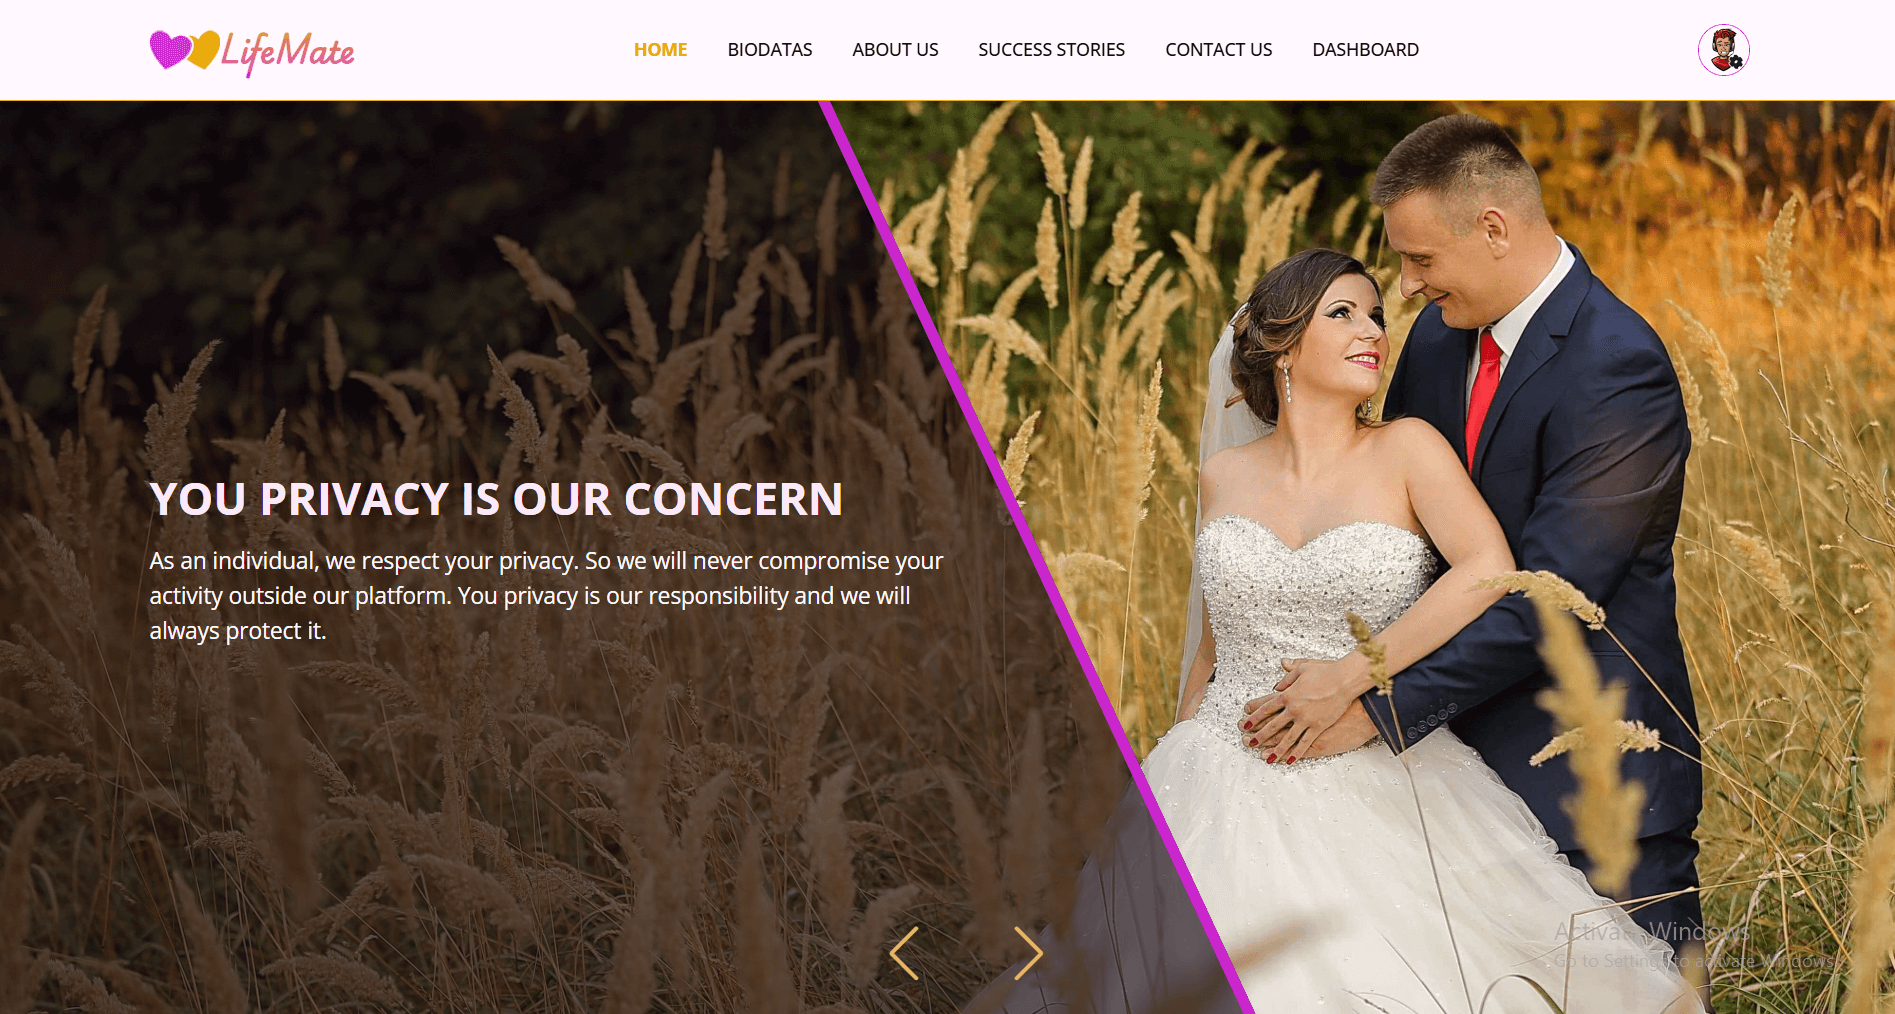 LifeMate
HOME BIODATAS ABOUT US SUCCESS STORIES CONTACT US DASHBOARD
YOU PRIVACY IS OUR CONCERN
As an individual, we respect your privacy. So we will never compromise your
activity outside our platform. You privacy is our responsibility and we will
always protect it.
Activate Windows
Go to Settings to activate Windows.